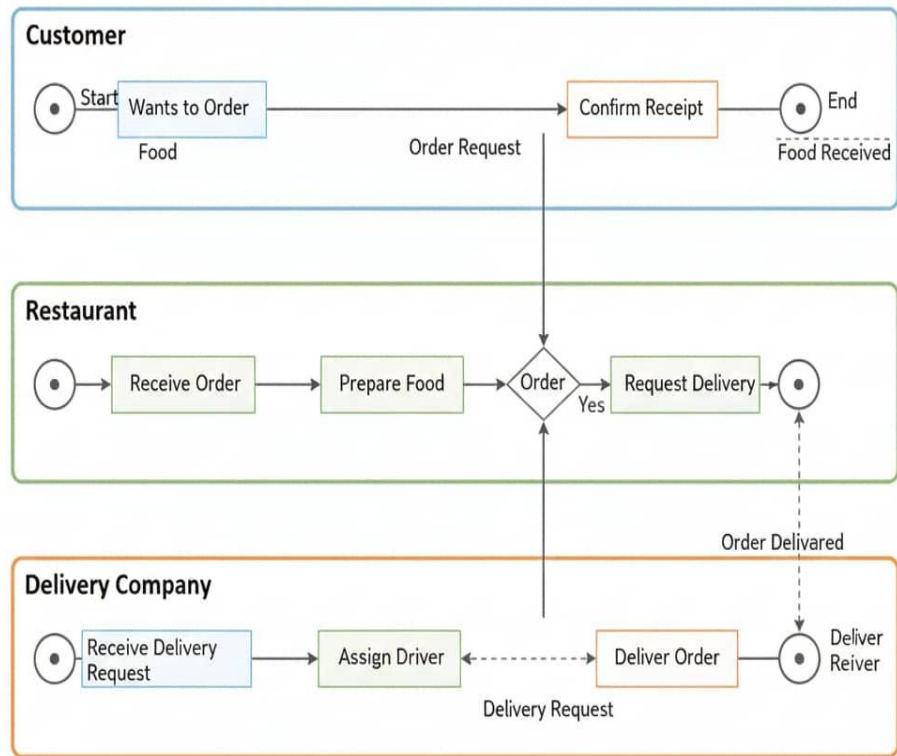 Customer
Start
Wants to Order
Food
Order Request
Confirm Receipt
End
Food Received
Restaurant
Receive Order
Prepare Food
Order
Yes
Request Delivery
Order Delivared
Delivery Company
Receive Delivery
Request
Assign Driver
Delivery Request
Deliver Order
Deliver
Reiver